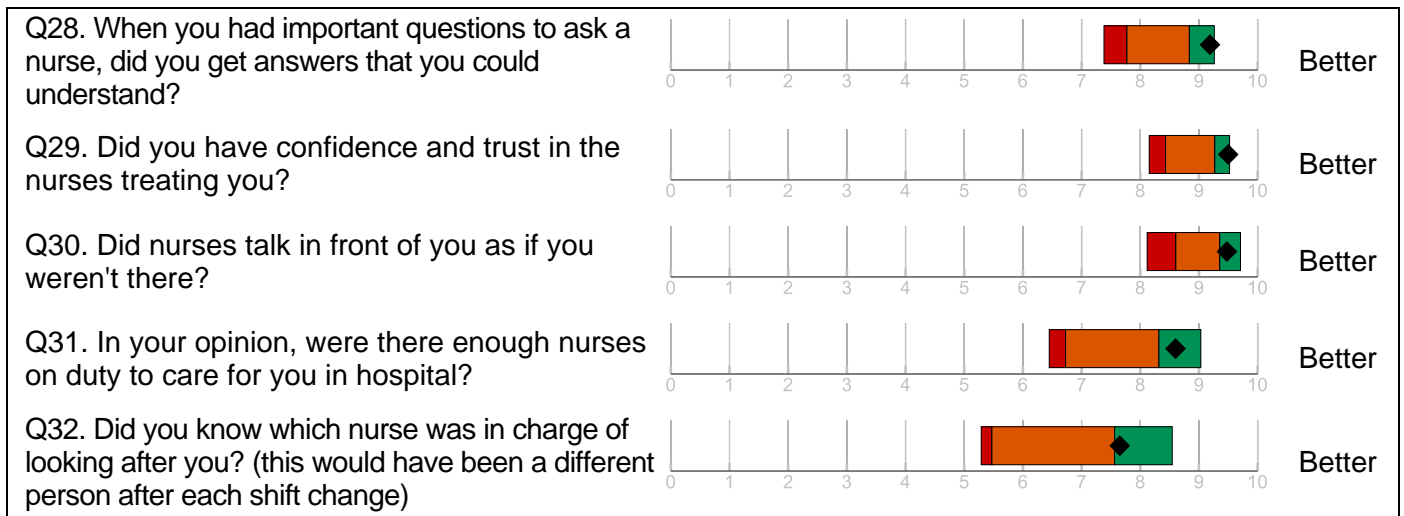 Q28. When you had important questions to ask a
nurse, did you get answers that you could
understand?
0 1 2 3 4 5 6 7 8 9 10
Better
Q29. Did you have confidence and trust in the
nurses treating you?
0 1 2 3 4 5 6 7 8 9 10
Better
Q30. Did nurses talk in front of you as if you
weren't there?
0 1 2 3 4 5 6 7 8 9 10
Better
Q31. In your opinion, were there enough nurses
on duty to care for you in hospital?
0 1 2 3 4 5 6 7 8 9 10
Better
Q32. Did you know which nurse was in charge of
looking after you? (this would have been a different
person after each shift change)
0 1 2 3 4 5 6 7 8 9 10
Better